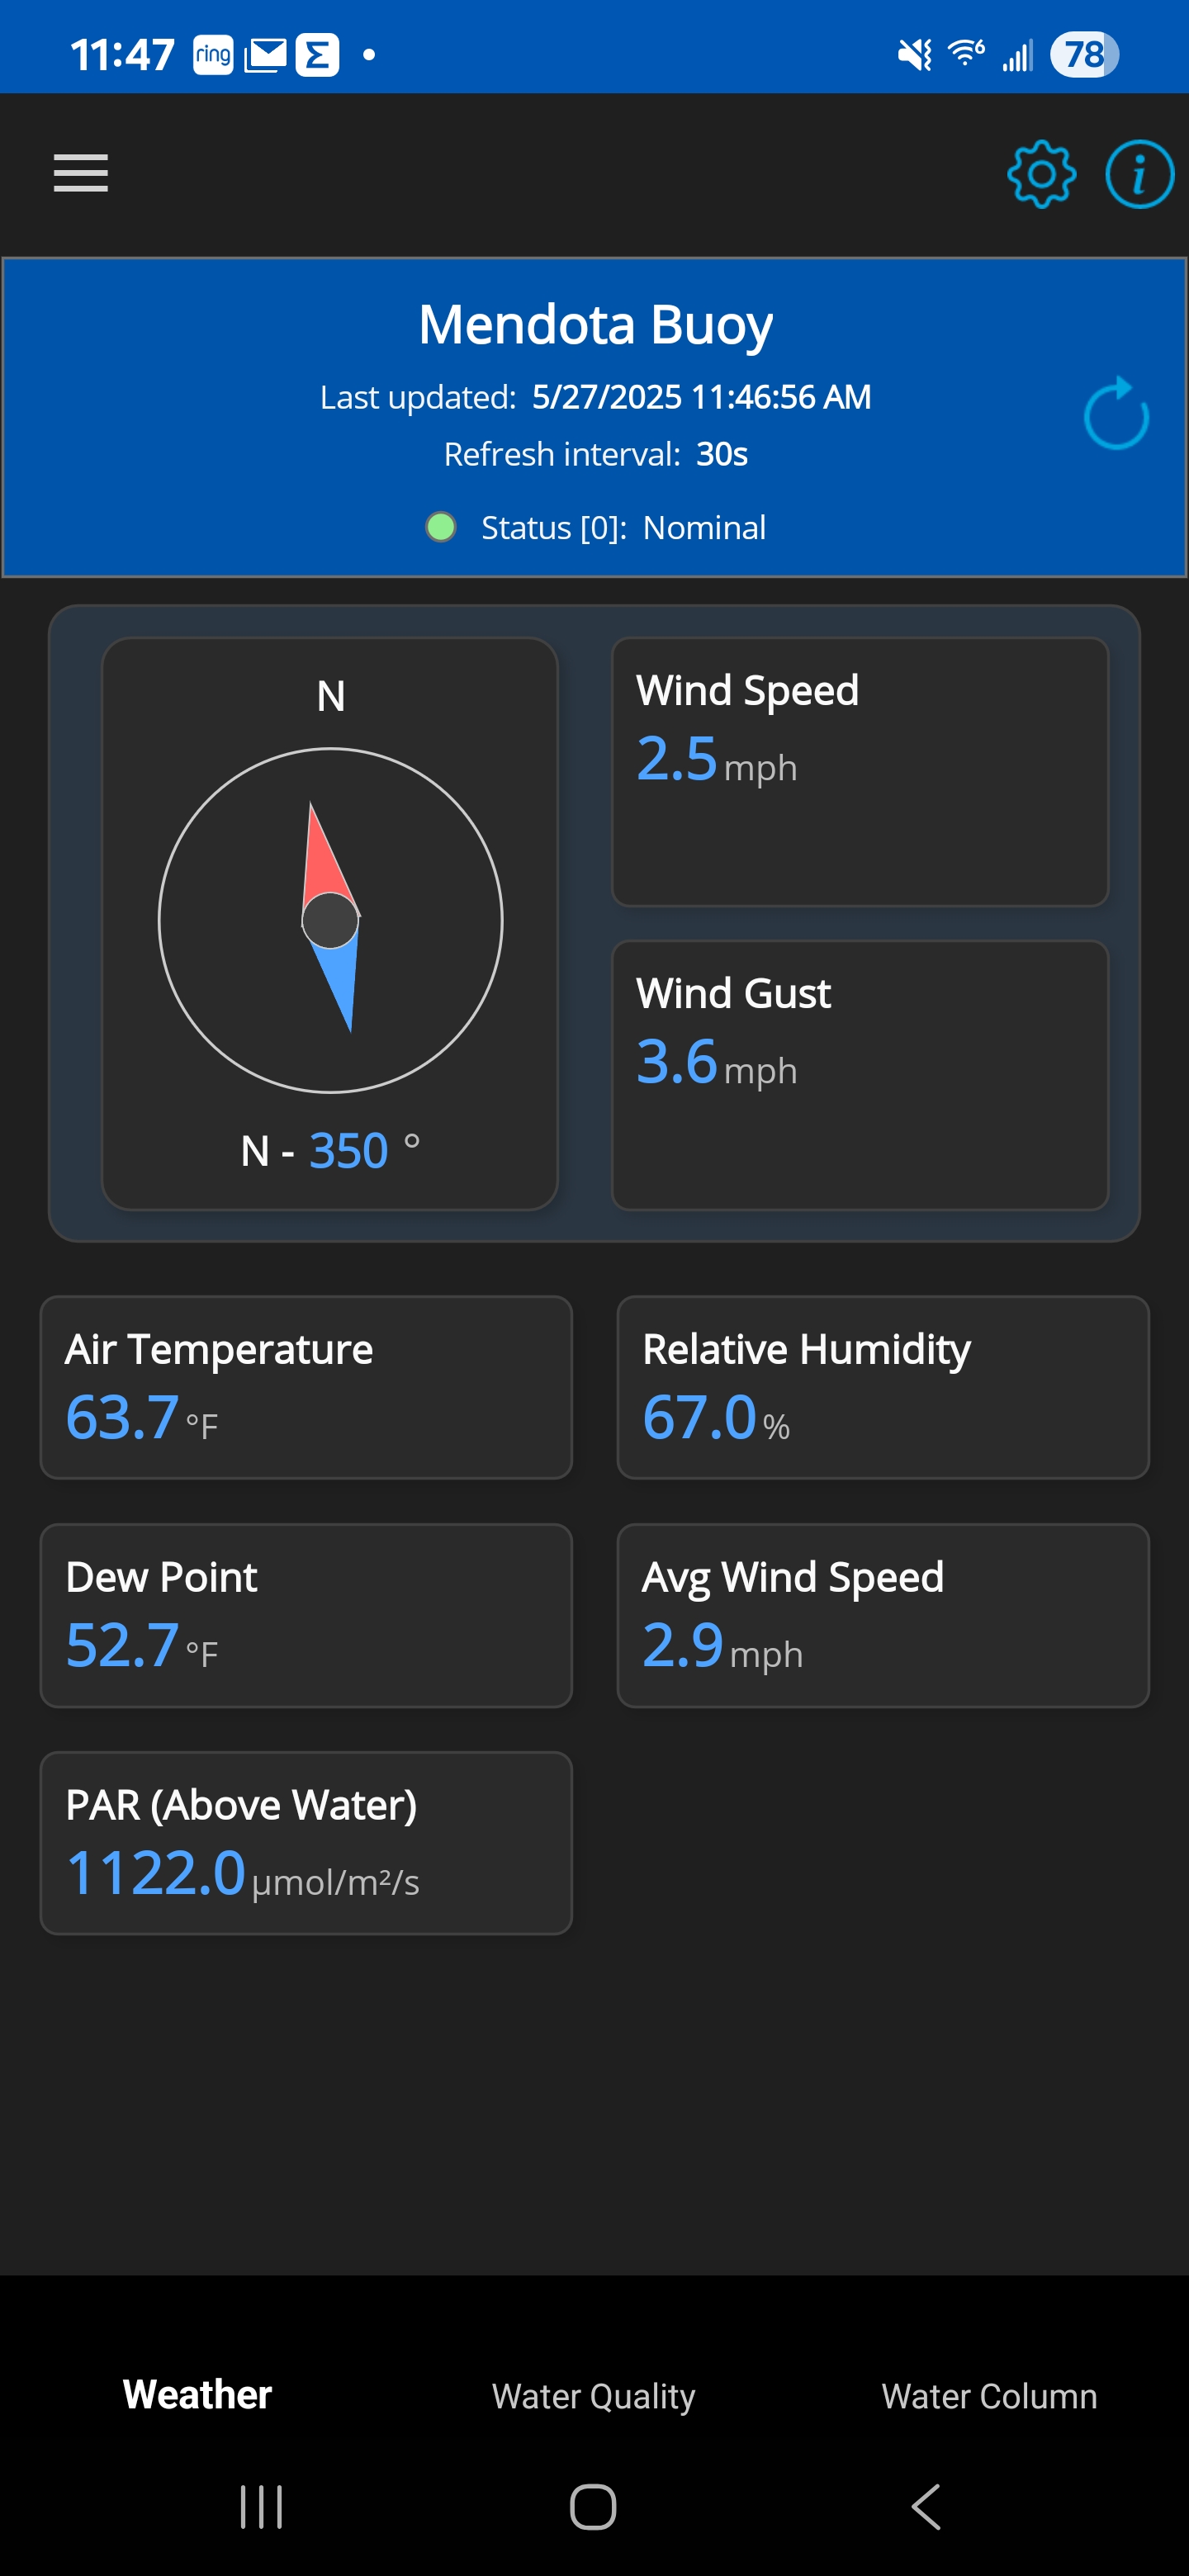 11:47 ring Σ 6 78
i
Mendota Buoy
Last updated: 5/27/2025 11:46:56 AM
Refresh interval: 30s
Status [0]: Nominal
N
N - 350 °
Wind Speed
2.5 mph
Wind Gust
3.6 mph
Air Temperature
63.7 °F
Relative Humidity
67.0 %
Dew Point
52.7 °F
Avg Wind Speed
2.9 mph
PAR (Above Water)
1122.0 µmol/m²/s
Weather Water Quality Water Column